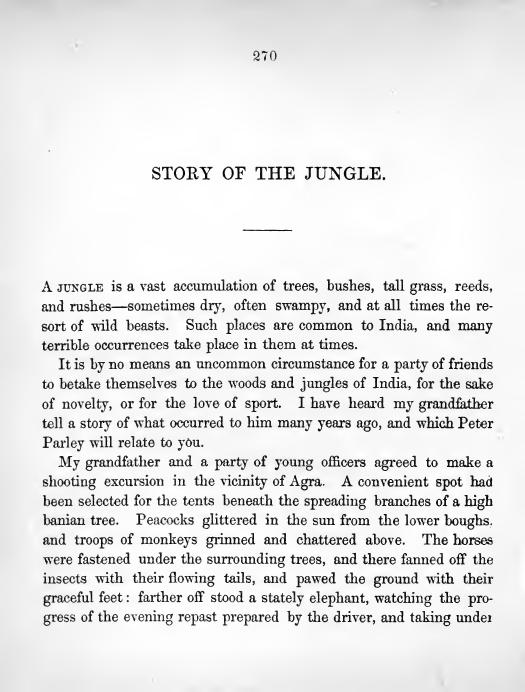 270
STORY OF THE JUNGLE.
A JUNGLE is a vast accumulation of trees, bushes, tall grass, reeds,
and rushes—sometimes dry, often swampy, and at all times the re-
sort of wild beasts. Such places are common to India, and many
terrible occurrences take place in them at times.
It is by no means an uncommon circumstance for a party of friends
to betake themselves to the woods and jungles of India, for the sake
of novelty, or for the love of sport. I have heard my grandfather
tell a story of what occurred to him many years ago, and which Peter
Parley will relate to you.
My grandfather and a party of young officers agreed to make a
shooting excursion in the vicinity of Agra. A convenient spot had
been selected for the tents beneath the spreading branches of a high
banian tree. Peacocks glittered in the sun from the lower boughs.
and troops of monkeys grinned and chattered above. The horses
were fastened under the surrounding trees, and there fanned off the
insects with their flowing tails, and pawed the ground with their
graceful feet: farther off stood a stately elephant, watching the pro-
gress of the evening repast prepared by the driver, and taking under